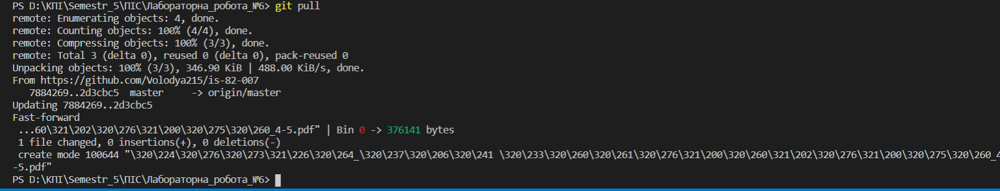 PS D:\КПІ\Semestr_5\ПІС\Лабораторна_робота_№6> git pull
remote: Enumerating objects: 4, done.
remote: Counting objects: 100% (4/4), done.
remote: Compressing objects: 100% (3/3), done.
remote: Total 3 (delta 0), reused 0 (delta 0), pack-reused 0
Unpacking objects: 100% (3/3), 346.90 KiB | 488.00 KiB/s, done.
From https://github.com/Volodya215/is-82-007
   7884269..2d3cbc5  master     -> origin/master
Updating 7884269..2d3cbc5
Fast-forward
 ...60\321\202\320\276\321\200\320\275\320\260_4-5.pdf" | Bin 0 -> 376141 bytes
 1 file changed, 0 insertions(+), 0 deletions(-)
 create mode 100644 "\320\224\320\276\320\273\321\226\320\264_\320\237\320\206\320\241 \320\233\320\260\320\261\320\276\321\200\320\260\321\202\320\276\321\200\320\275\320\260_4
-5.pdf"
PS D:\КПІ\Semestr_5\ПІС\Лабораторна_робота_№6>